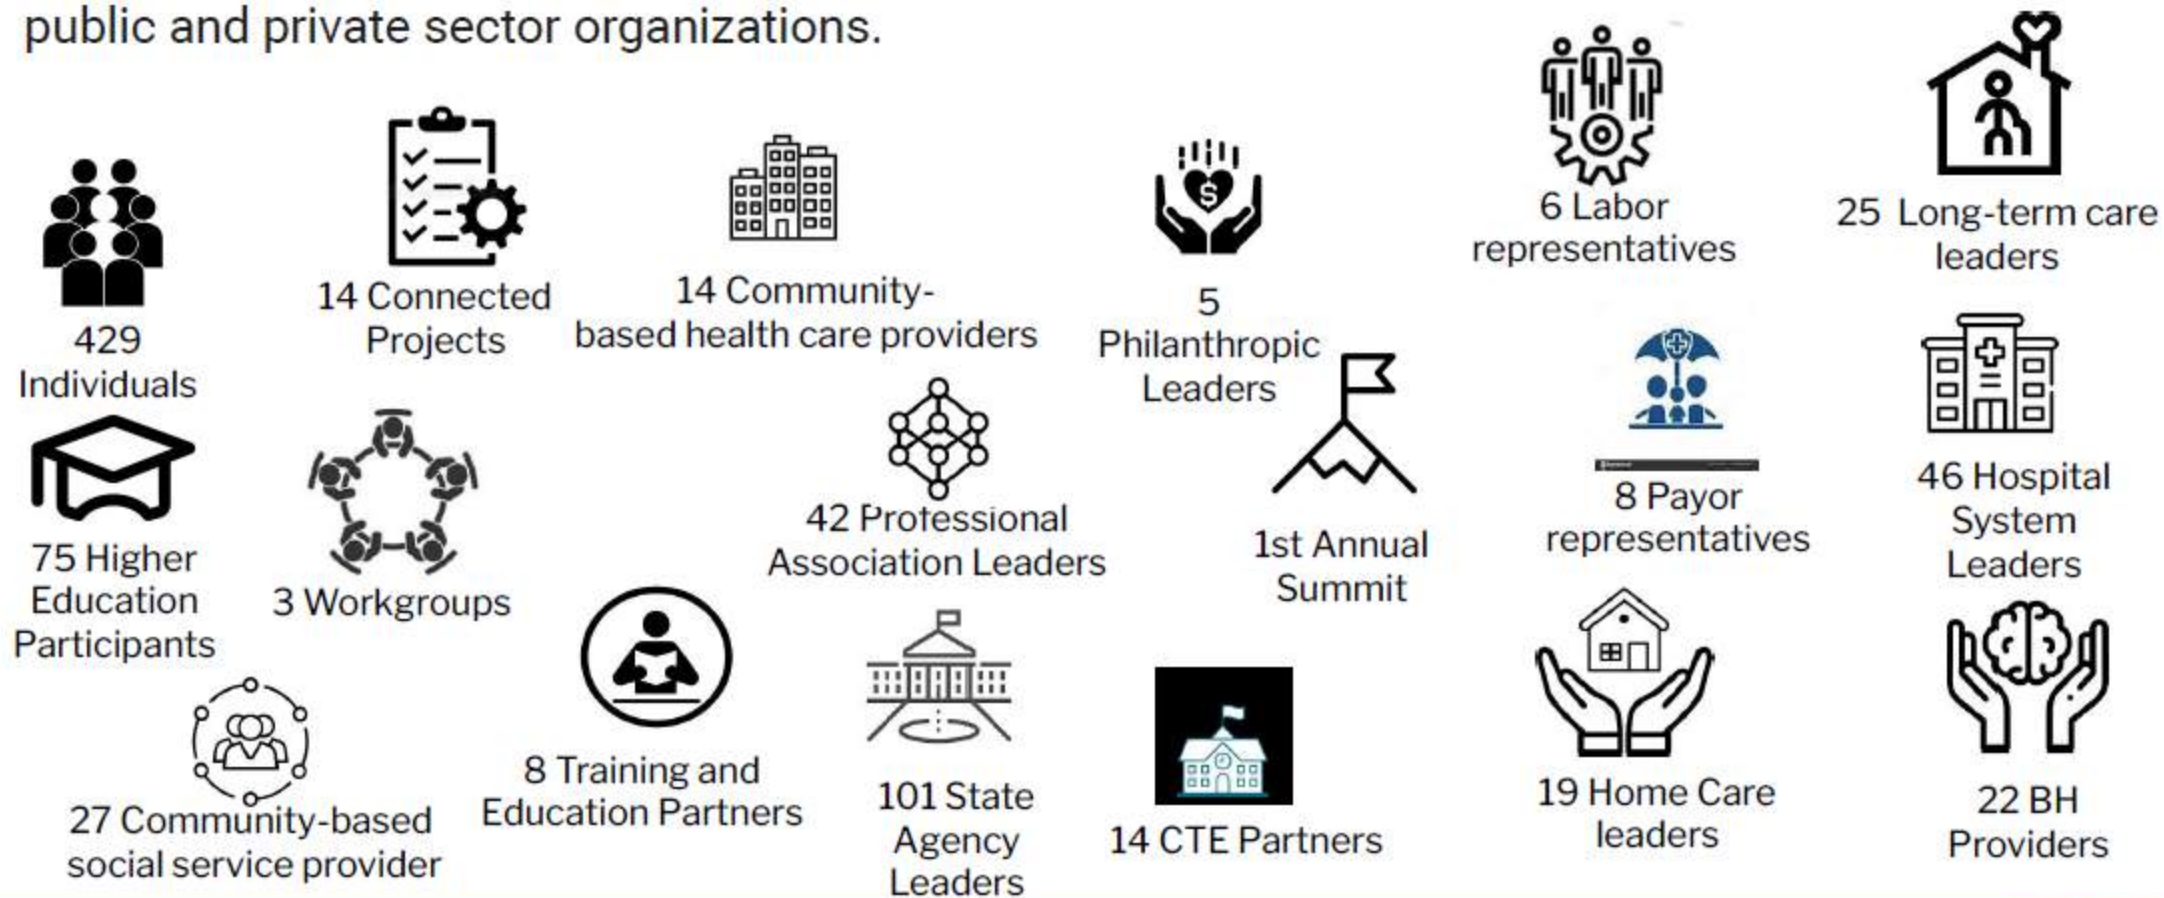 public and private sector organizations.
429
Individuals
14 Connected
Projects
14 Community-
based health care providers
5
Philanthropic
Leaders
6 Labor
representatives
25 Long-term care
leaders
75 Higher
Education
Participants
3 Workgroups
42 Professional
Association Leaders
1st Annual
Summit
8 Payor
representatives
46 Hospital
System
Leaders
27 Community-based
social service provider
8 Training and
Education Partners
101 State
Agency
Leaders
14 CTE Partners
19 Home Care
leaders
22 BH
Providers